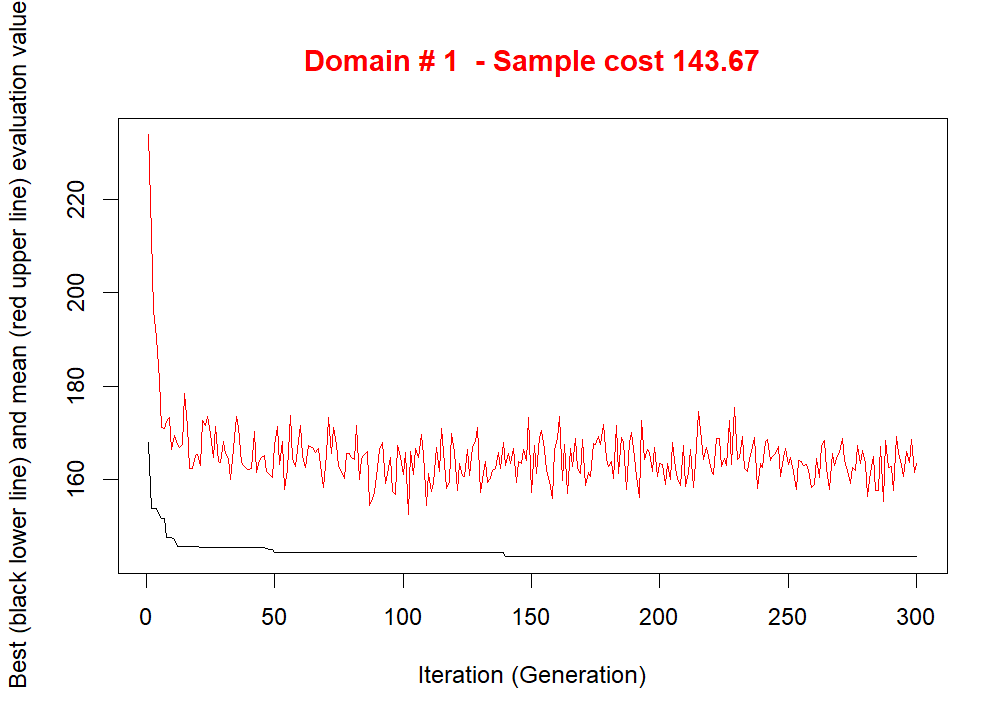 Domain # 1  - Sample cost 143.67
Best (black lower line) and mean (red upper line) evaluation value
220
200
180
160
0 50 100 150 200 250 300
Iteration (Generation)